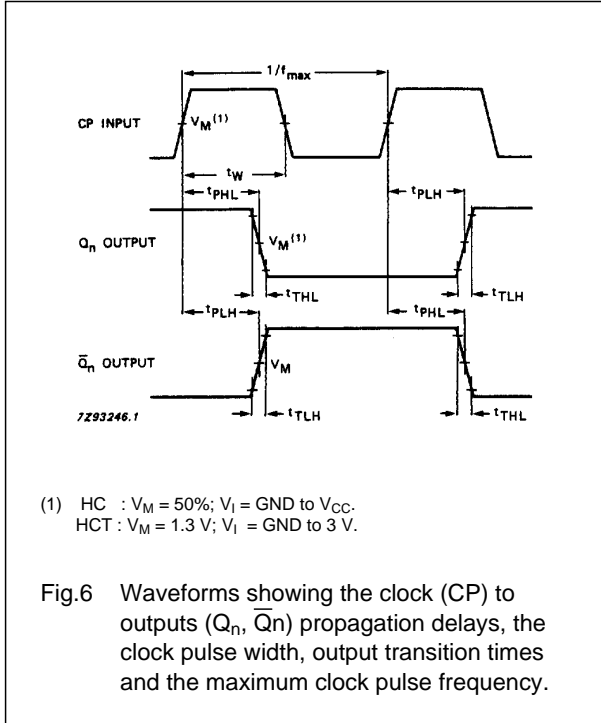 1/fmax
CP INPUT
VM(1)
tW
tPHL
tPLH
Qn OUTPUT
VM(1)
tTHL
tTLH
tPLH
tPHL
Q̅n OUTPUT
VM
7Z93246.1
tTLH
tTHL
(1) HC : VM = 50%; VI = GND to VCC.
HCT : VM = 1.3 V; VI = GND to 3 V.
Fig.6 Waveforms showing the clock (CP) to
outputs (Qn, Q̅n) propagation delays, the
clock pulse width, output transition times
and the maximum clock pulse frequency.